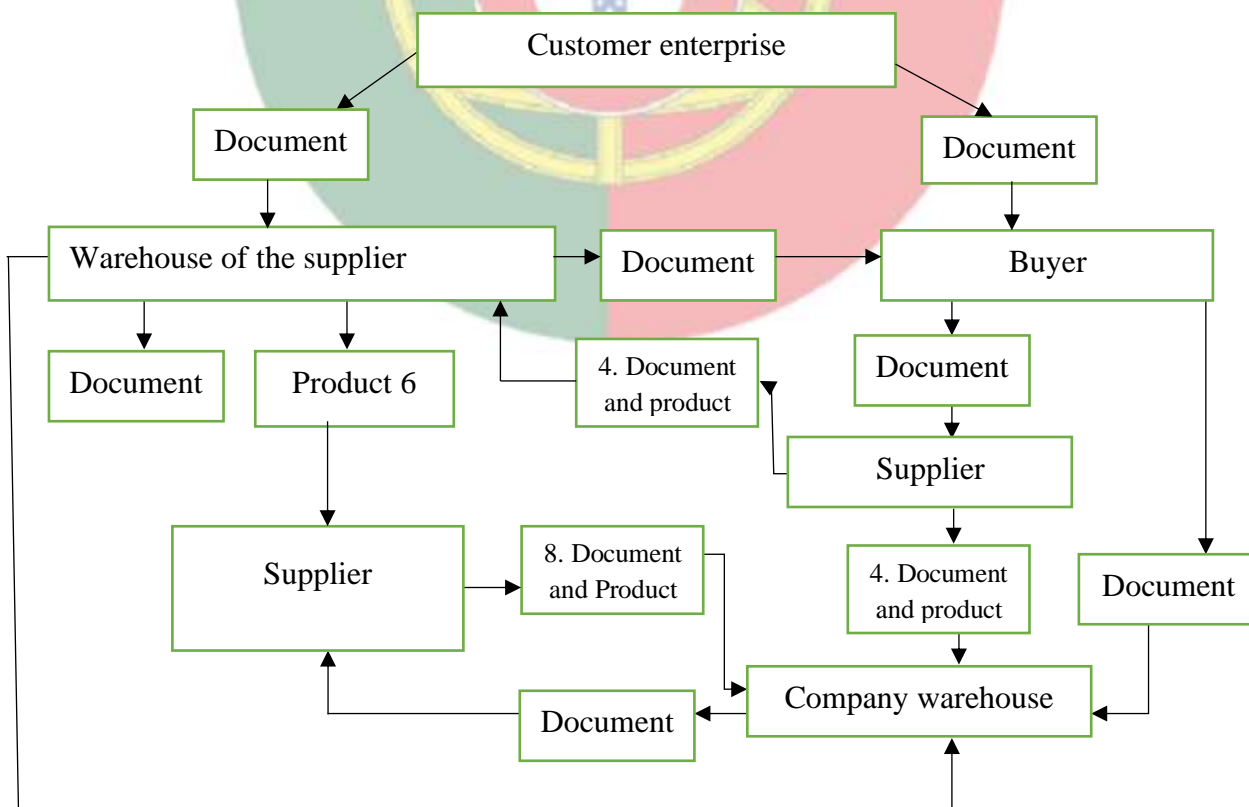 Customer enterprise
Document
Document
Warehouse of the supplier
Document
Buyer
Document
Product 6
4. Document
and product
Document
Supplier
Supplier
8. Document
and Product
4. Document
and product
Document
Company warehouse
Document